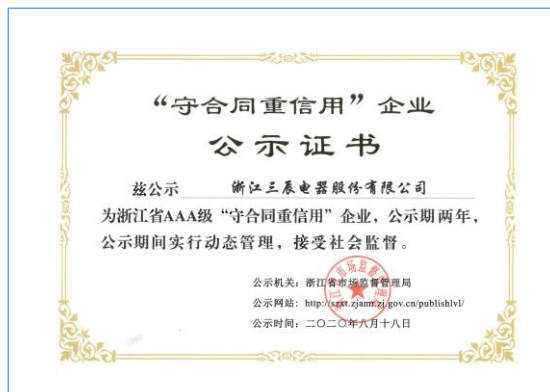 “守合同重信用”企业
公示证书
兹公示 浙江三辰电器股份有限公司
为浙江省AAA级“守合同重信用”企业，公示期两年，
公示期间实行动态管理，接受社会监督。
公示机关：浙江省市场监督管理局
公示网站：http://szxt.zjamr.zj.gov.cn/publishlvl/
公示时间：二〇二〇年八月十八日